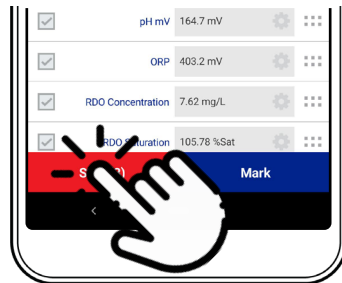 pH mV 164.7 mV
ORP 403.2 mV
RDO Concentration 7.62 mg/L
105.78 %Sat
Mark